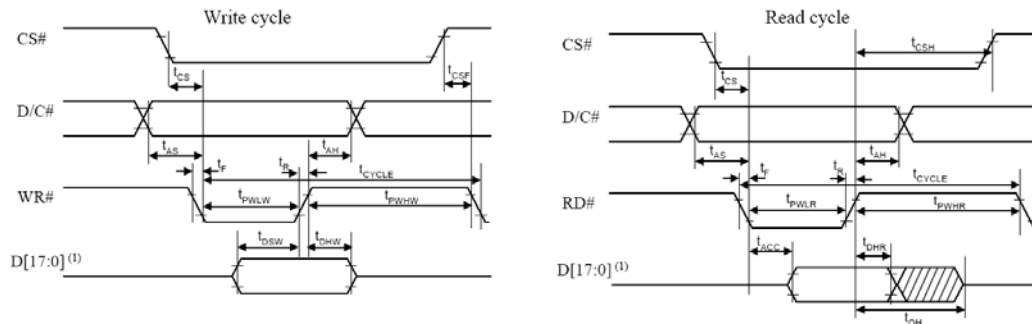 Write cycle
CS#
tCS
tCSF
D/C#
tAS
tF
tR
tAH
tCYCLE
WR#
tPWLW
tPWHW
tDSW
tDHW
D[17:0] (1)
Read cycle
CS#
tCSH
tCS
D/C#
tAS
tF
tR
tAH
tCYCLE
RD#
tPWLR
tPWHR
tACC
tDHR
D[17:0] (1)
tOH